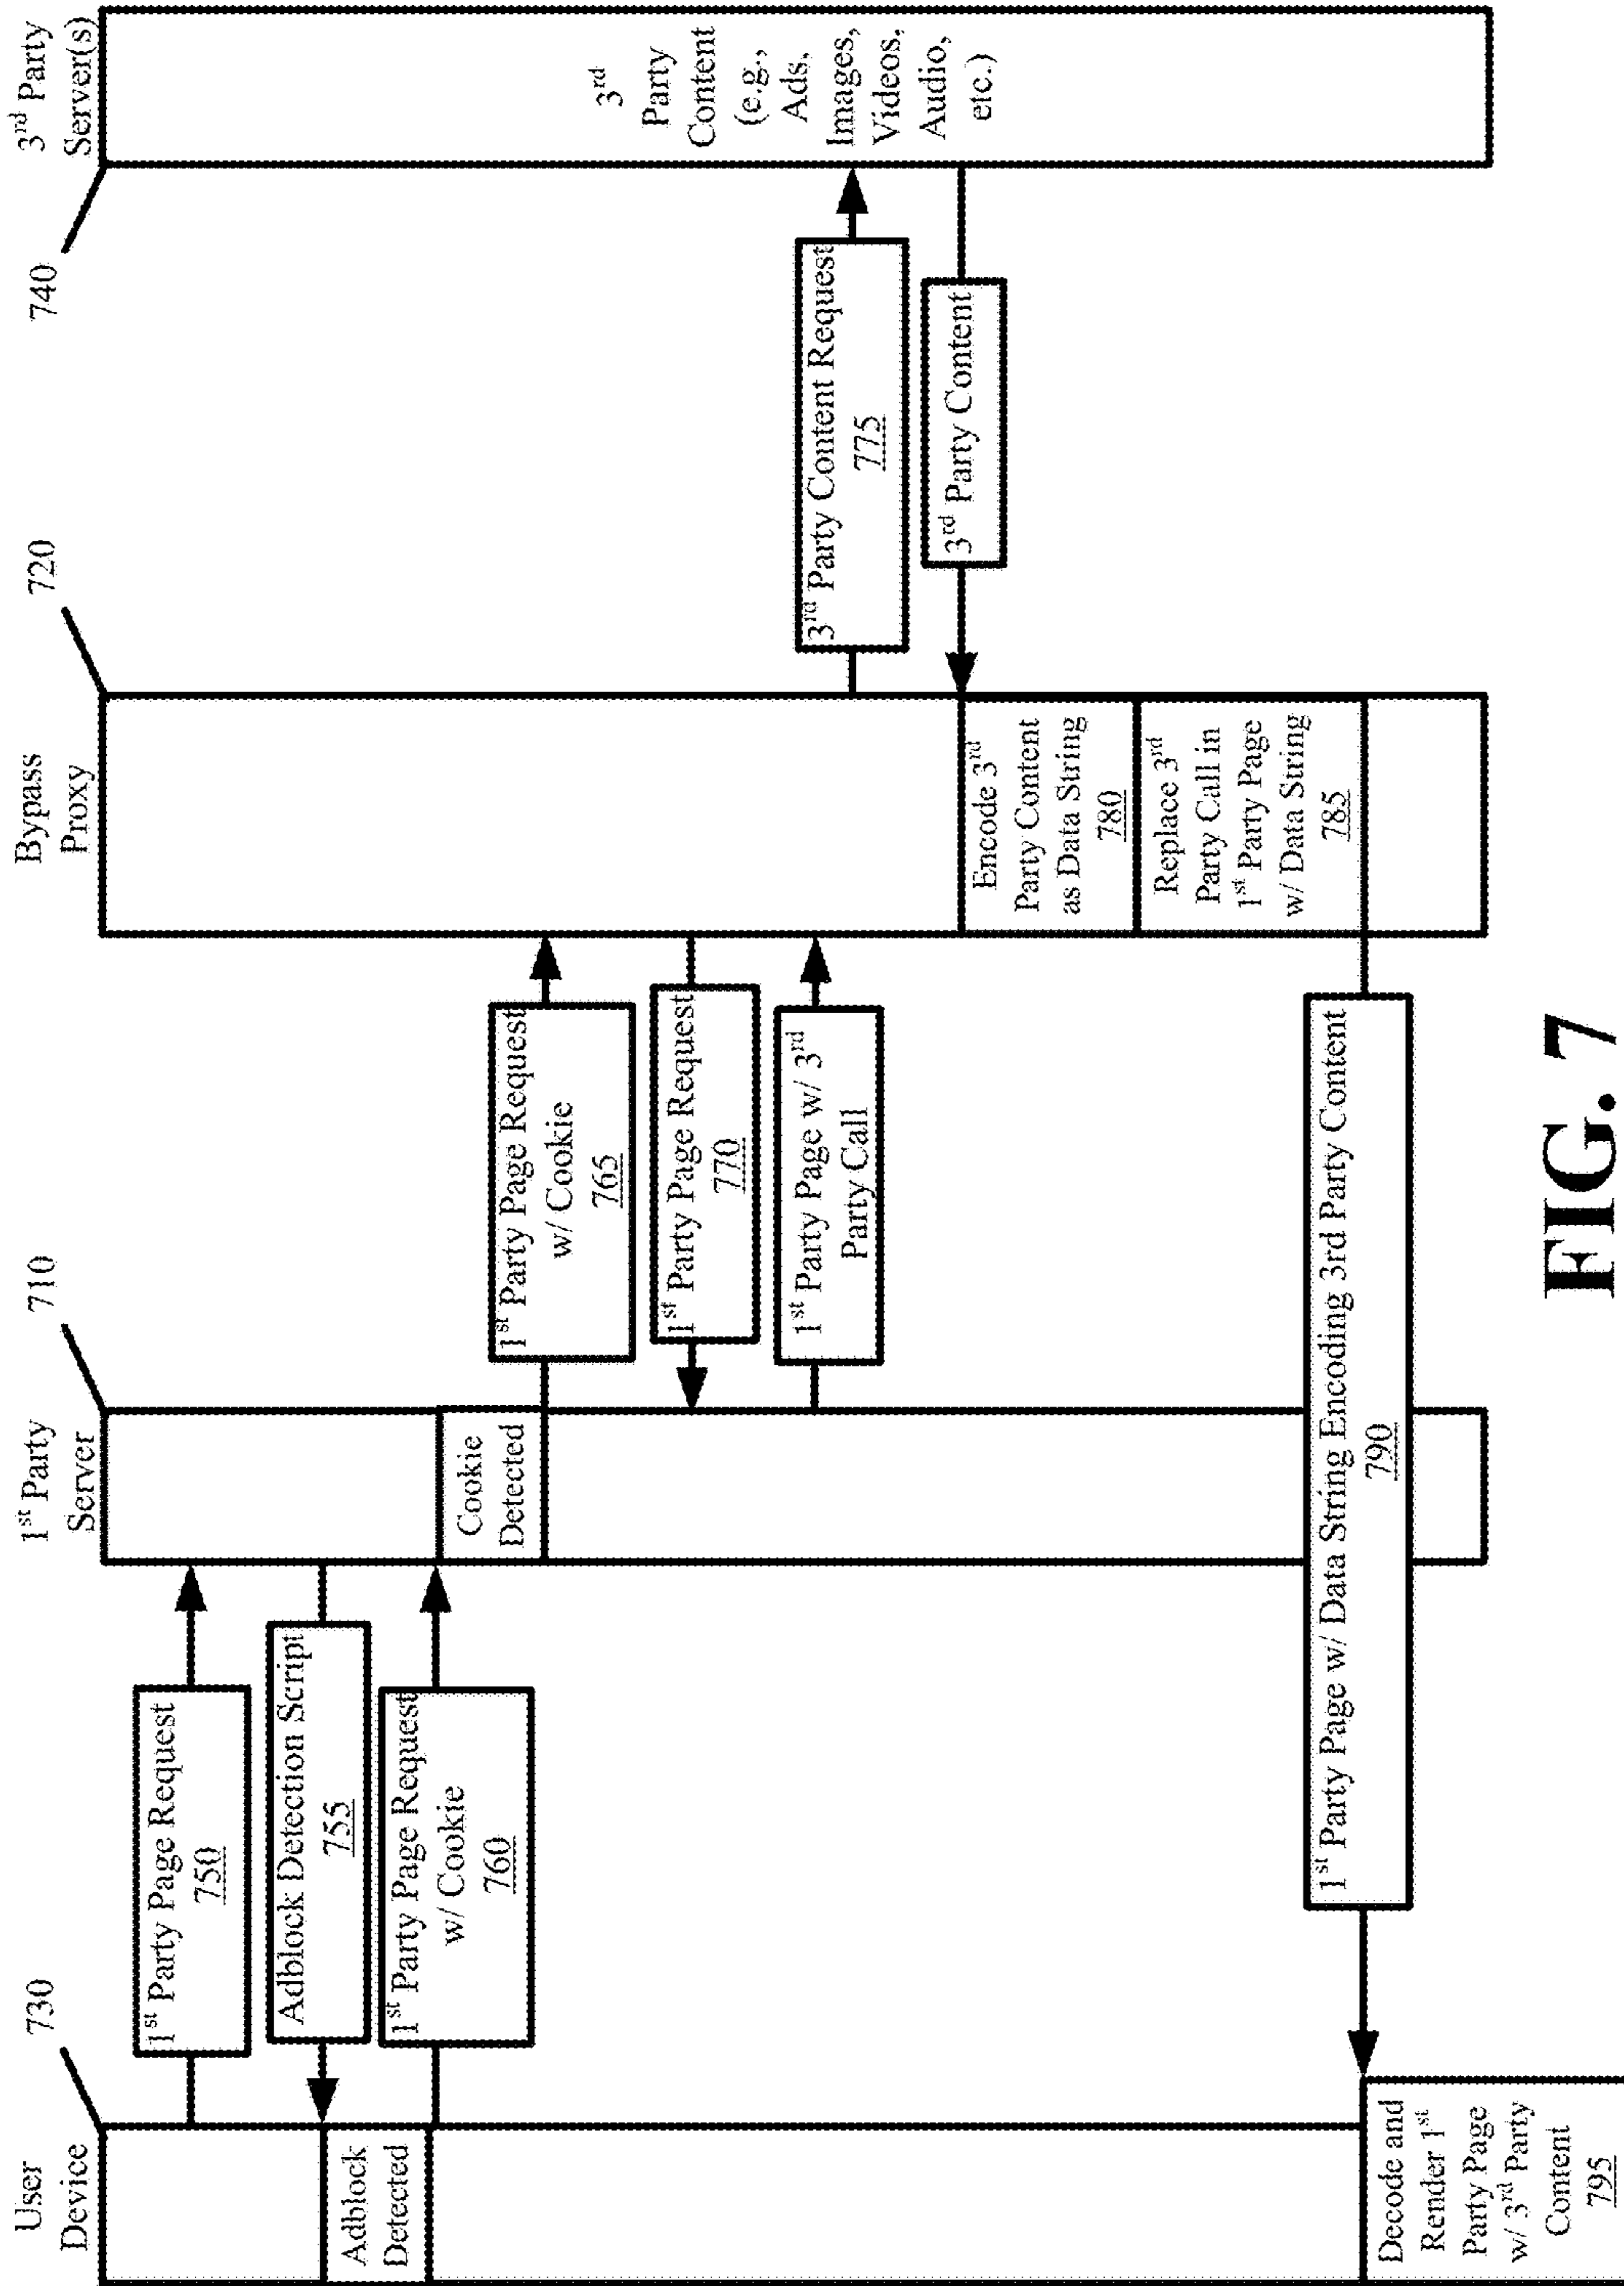 User
Device
730
1st Party
Server
710
Bypass
Proxy
720
3rd Party
Server(s)
740
1st Party Page Request
750
Adblock Detection Script
755
Adblock
Detected
1st Party Page Request
w/ Cookie
760
Cookie
Detected
1st Party Page Request
w/ Cookie
765
1st Party Page Request
770
1st Party Page w/ 3rd
Party Call
3rd Party Content Request
775
3rd Party Content
3rd
Party
Content
(e.g.,
Ads,
Images,
Videos,
Audio,
etc.)
Encode 3rd
Party Content
as Data String
780
Replace 3rd
Party Call in
1st Party Page
w/ Data String
785
1st Party Page w/ Data String Encoding 3rd Party Content
790
Decode and
Render 1st
Party Page
w/ 3rd Party
Content
795
FIG. 7